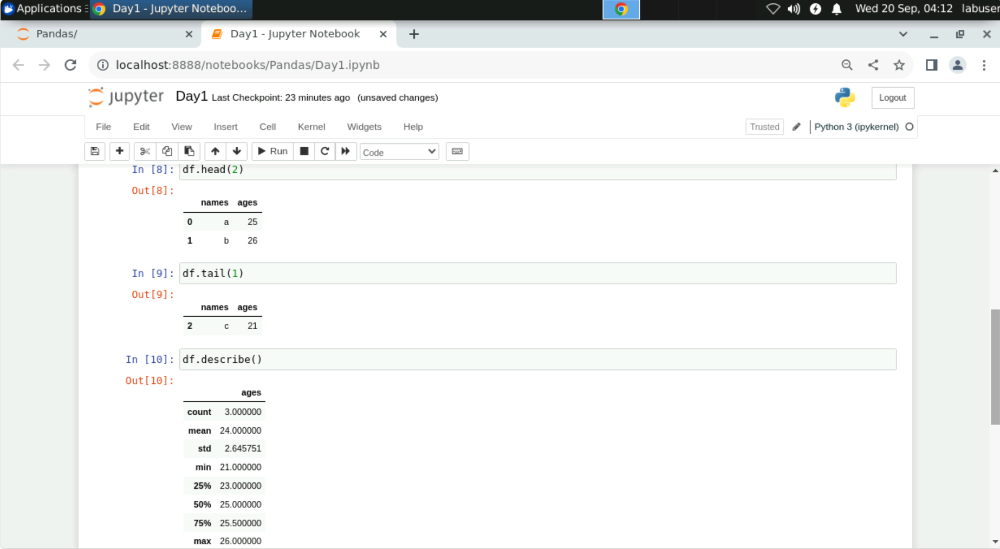 Applications Day1 - Jupyter Noteboo... Wed 20 Sep, 04:12 labuser
Pandas/ Day1 - Jupyter Notebook
localhost:8888/notebooks/Pandas/Day1.ipynb
jupyter Day1 Last Checkpoint: 23 minutes ago (unsaved changes) Logout
File Edit View Insert Cell Kernel Widgets Help Trusted Python 3 (ipykernel)
Run Code
In [8]: df.head(2)
Out[8]:
names ages
0 a 25
1 b 26
In [9]: df.tail(1)
Out[9]:
names ages
2 c 21
In [10]: df.describe()
Out[10]:
ages
count 3.000000
mean 24.000000
std 2.645751
min 21.000000
25% 23.000000
50% 25.000000
75% 25.500000
max 26.000000